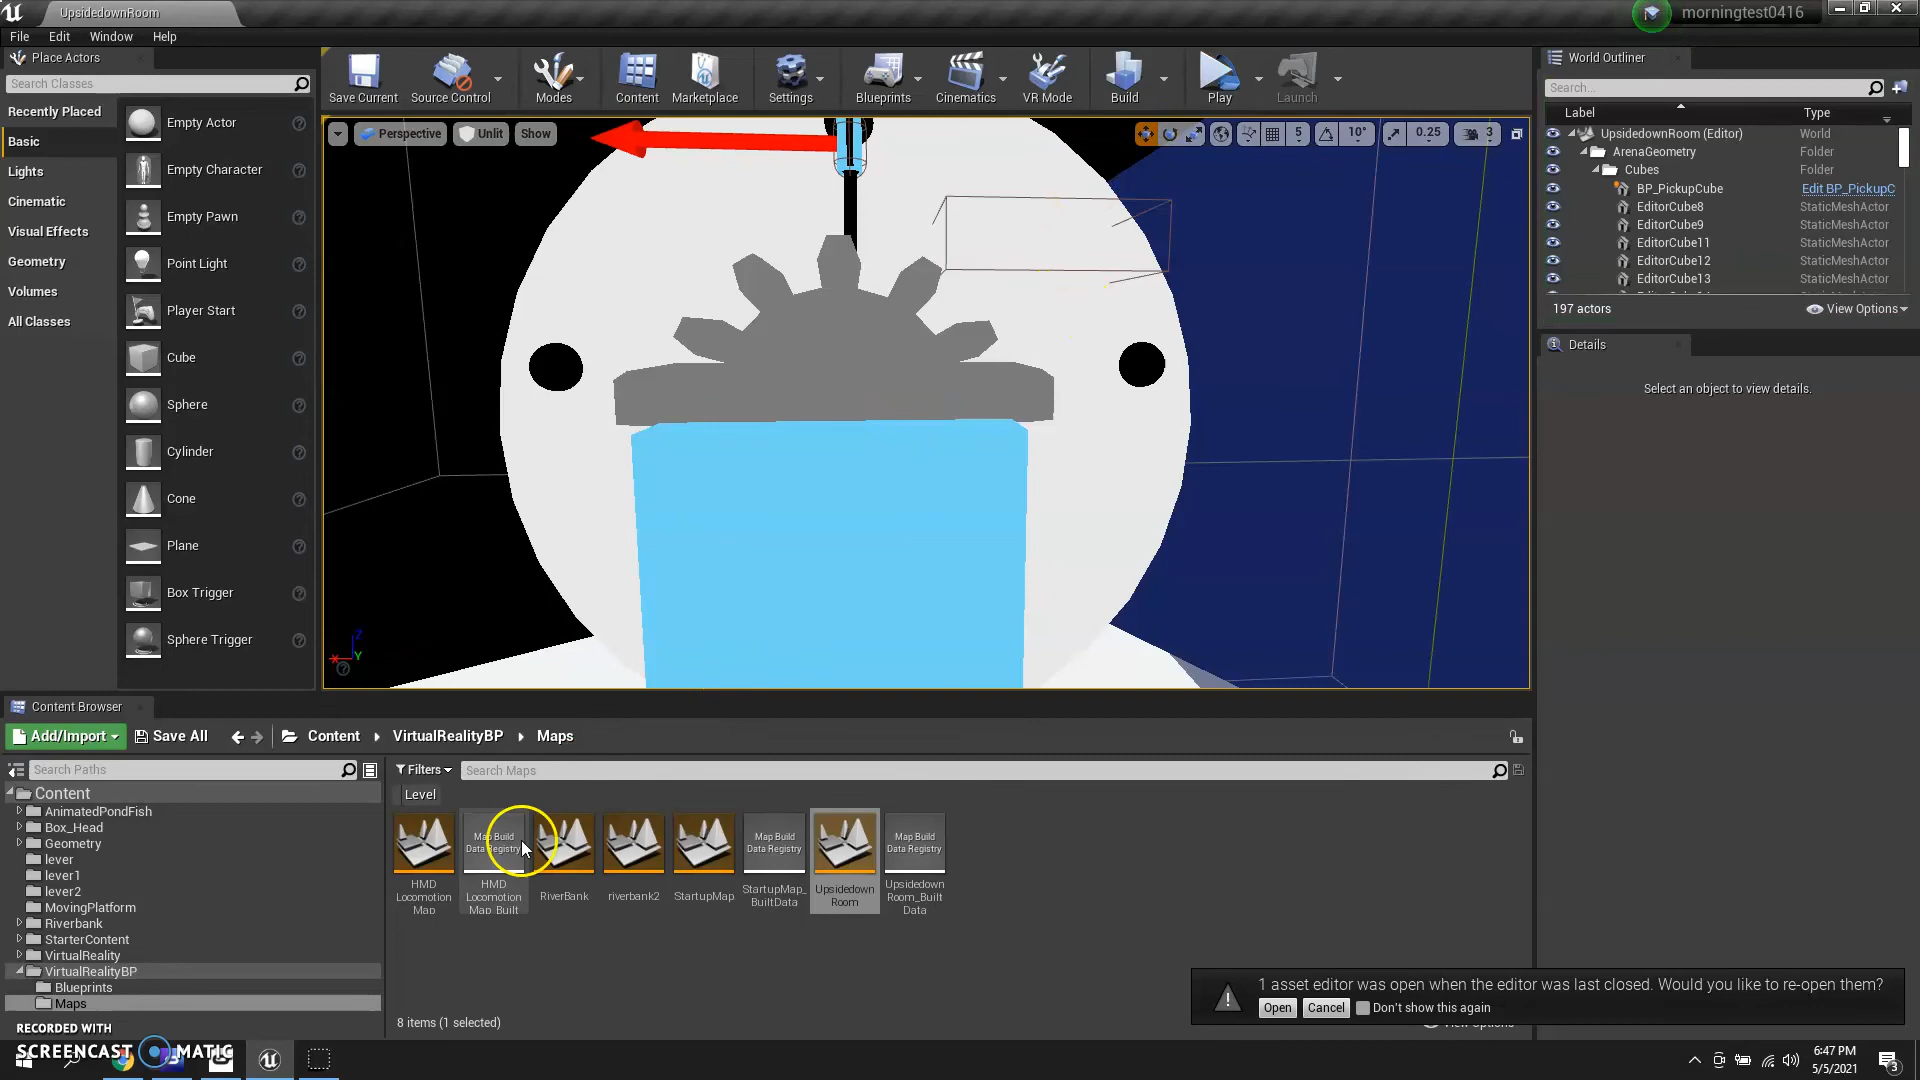 UpsidedownRoom
morningtest0416
File Edit Window Help
Place Actors
Search Classes
Recently Placed
Basic
Lights
Cinematic
Visual Effects
Geometry
Volumes
All Classes
Empty Actor
Empty Character
Empty Pawn
Point Light
Player Start
Cube
Sphere
Cylinder
Cone
Plane
Box Trigger
Sphere Trigger
Save Current
Source Control
Modes
Content
Marketplace
Settings
Blueprints
Cinematics
VR Mode
Build
Play
Launch
Perspective Unlit Show
5 10° 0.25 3
X Y Z
World Outliner
Search...
Label Type
UpsidedownRoom (Editor) World
ArenaGeometry Folder
Cubes Folder
BP_PickupCube Edit BP_PickupC
EditorCube8 StaticMeshActor
EditorCube9 StaticMeshActor
EditorCube11 StaticMeshActor
EditorCube12 StaticMeshActor
EditorCube13 StaticMeshActor
197 actors View Options
Details
Select an object to view details.
Content Browser
Add/Import Save All Content VirtualRealityBP Maps
Search Paths
Filters Search Maps
Level
Content
AnimatedPondFish
Box_Head
Geometry
lever
lever1
lever2
MovingPlatform
Riverbank
StarterContent
VirtualReality
VirtualRealityBP
Blueprints
Maps
Map Build
Data Registry
Map Build
Data Registry
Map Build
Data Registry
HMD
Locomotion
Map
HMD
Locomotion
Map_Built
RiverBank
riverbank2
StartupMap
StartupMap_
BuiltData
Upsidedown
Room
Upsidedown
Room_Built
Data
8 items (1 selected)
1 asset editor was open when the editor was last closed. Would you like to re-open them?
Open Cancel Don't show this again
View Options
RECORDED WITH
SCREENCAST MATIC
6:47 PM
5/5/2021
3